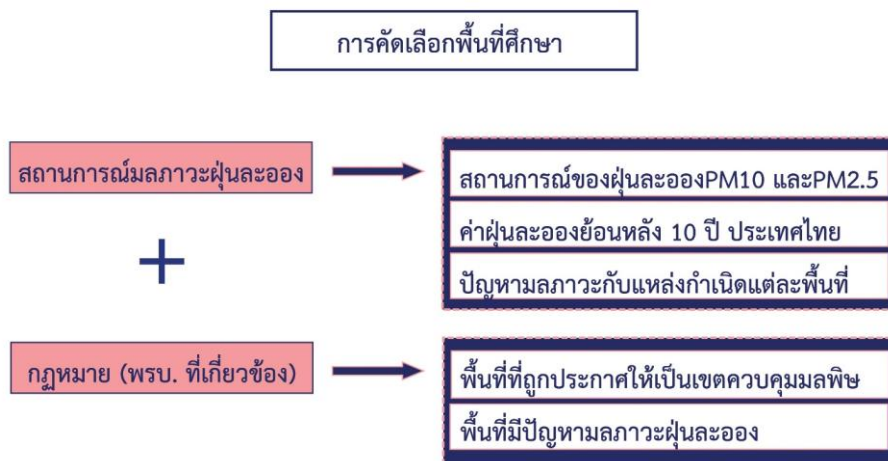 การคัดเลือกพื้นที่ศึกษา
สถานการณ์มลภาวะฝุ่นละออง
สถานการณ์ของฝุ่นละอองPM10 และPM2.5
ค่าฝุ่นละอองย้อนหลัง 10 ปี ประเทศไทย
ปัญหามลภาวะกับแหล่งกำเนิดแต่ละพื้นที่
+
กฎหมาย (พรบ. ที่เกี่ยวข้อง)
พื้นที่ที่ถูกประกาศให้เป็นเขตควบคุมมลพิษ
พื้นที่มีปัญหามลภาวะฝุ่นละออง